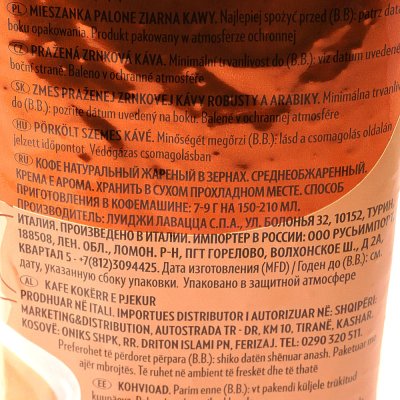 PL MIESZANKA PALONE ZIARNA KAWY. Najlepiej spożyć przed (B.B.): patrz data
boku opakowania. Produkt pakowany w atmosferze ochronnej
CZ PRAŽENÁ ZRNKOVÁ KÁVA. Minimální trvanlivost do (B.B.): viz datum uvedené
boční straně. Baleno v ochranné atmosféře
SK ZMES PRAŽENEJ ZRNKOVEJ KÁVY ROBUSTY A ARABIKY. Minimálna trvan
do (B.B.): pozrite dátum uvedený na boku. Balené v ochrannej atmosfére
HU PÖRKÖLT SZEMES KÁVÉ. Minőségét megőrzi (B.B.): lásd a csomagolás oldalán
jelzett időpontot. Védőgázas csomagolásban
RU КОФЕ НАТУРАЛЬНЫЙ ЖАРЕНЫЙ В ЗЕРНАХ. СРЕДНЕОБЖАРЕННЫЙ.
КРЕМА Е АРОМА. ХРАНИТЬ В СУХОМ ПРОХЛАДНОМ МЕСТЕ. СПОСОБ
ПРИГОТОВЛЕНИЯ В КОФЕМАШИНЕ: 7-9 Г НА 150-210 МЛ.
ПРОИЗВОДИТЕЛЬ: ЛУИДЖИ ЛАВАЦЦА С.П.А., УЛ. БОЛОНЬЯ 32, 10152, ТУРИН,
ИТАЛИЯ. ПРОИЗВЕДЕНО В ИТАЛИИ. ИМПОРТЕР В РОССИИ: ООО РУСЬИМПОРТ,
188508, ЛЕН. ОБЛ., ЛОМОН. Р-Н, ПГТ ГОРЕЛОВО, ВОЛХОНСКОЕ Ш., Д 2А,
КВАРТАЛ 5 - +7(812)3094425. Дата изготовления (MFD) / Годен до (B.B.): см.
дату, указанную сбоку упаковки. Упаковано в защитной атмосфере
AL KAFE KOKËRR E PJEKUR
PRODHUAR NË ITALI. IMPORTUES DISTRIBUTOR I AUTORIZUAR NË: SHQIPËRI:
MARKETING&DISTRIBUTION, AUTOSTRADA TR - DR, KM 10, TIRANË, KASHAR.
KOSOVË: ONIKS SHPK, RR. DRITON ISLAMI PN, FERIZAJ. TEL: 0290 320 511.
Preferohet të përdoret përpara (B.B.): shiko datën shënuar anash. Paketuar
ajër mbrojtës. Të ruhet në ambient të freskët dhe të thatë
EE KOHVIOAD. Parim enne (B.B.): vt pakendi küljele trükitud